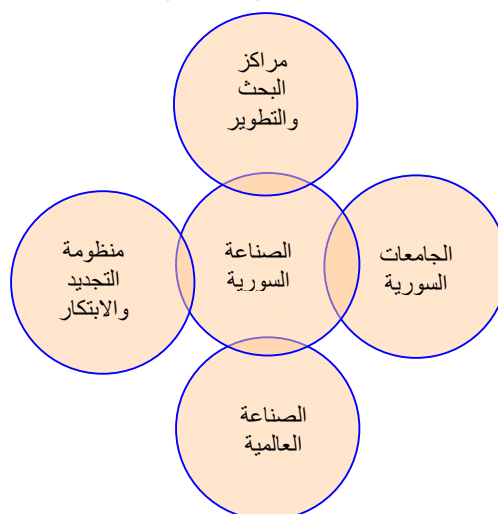 مراكز
البحث
والتطوير
الجامعات
السورية
الصناعة
السورية
منظومة
التجديد
والابتكار
الصناعة
العالمية